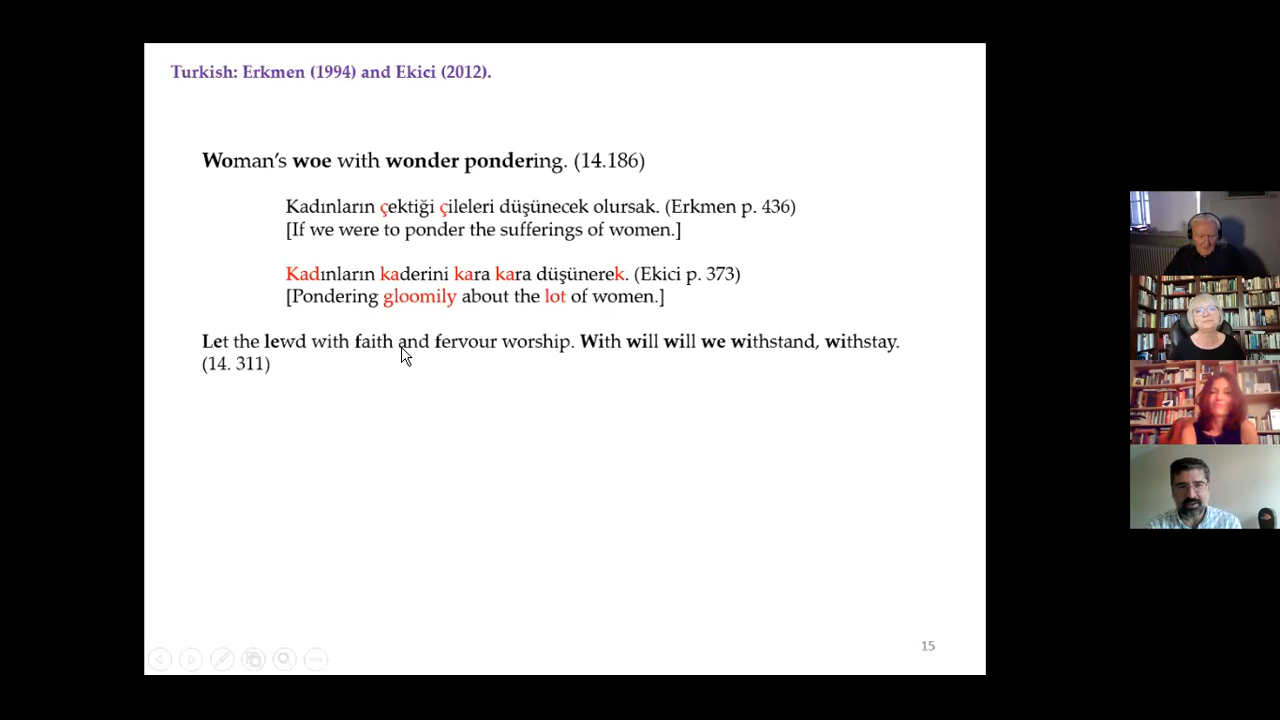 Turkish: Erkmen (1994) and Ekici (2012).
Woman’s woe with wonder pondering. (14.186)
Kadınların çektiği çileleri düşünecek olursak. (Erkmen p. 436)
[If we were to ponder the sufferings of women.]
Kadınların kaderini kara kara düşünerek. (Ekici p. 373)
[Pondering gloomily about the lot of women.]
Let the lewd with faith and fervour worship. With will will we withstand, withstay.
(14. 311)
15